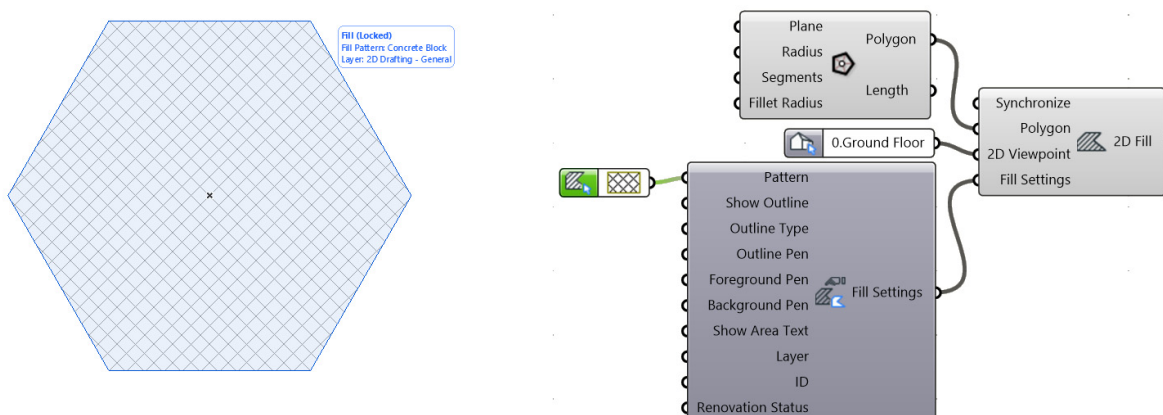 Fill (Locked)
Fill Pattern: Concrete Block
Layer: 2D Drafting - General
Plane
Radius
Segments
Fillet Radius
Polygon
Length
0.Ground Floor
Synchronize
Polygon
2D Viewpoint
Fill Settings
2D Fill
Pattern
Show Outline
Outline Type
Outline Pen
Foreground Pen
Background Pen
Show Area Text
Layer
ID
Renovation Status
Fill Settings